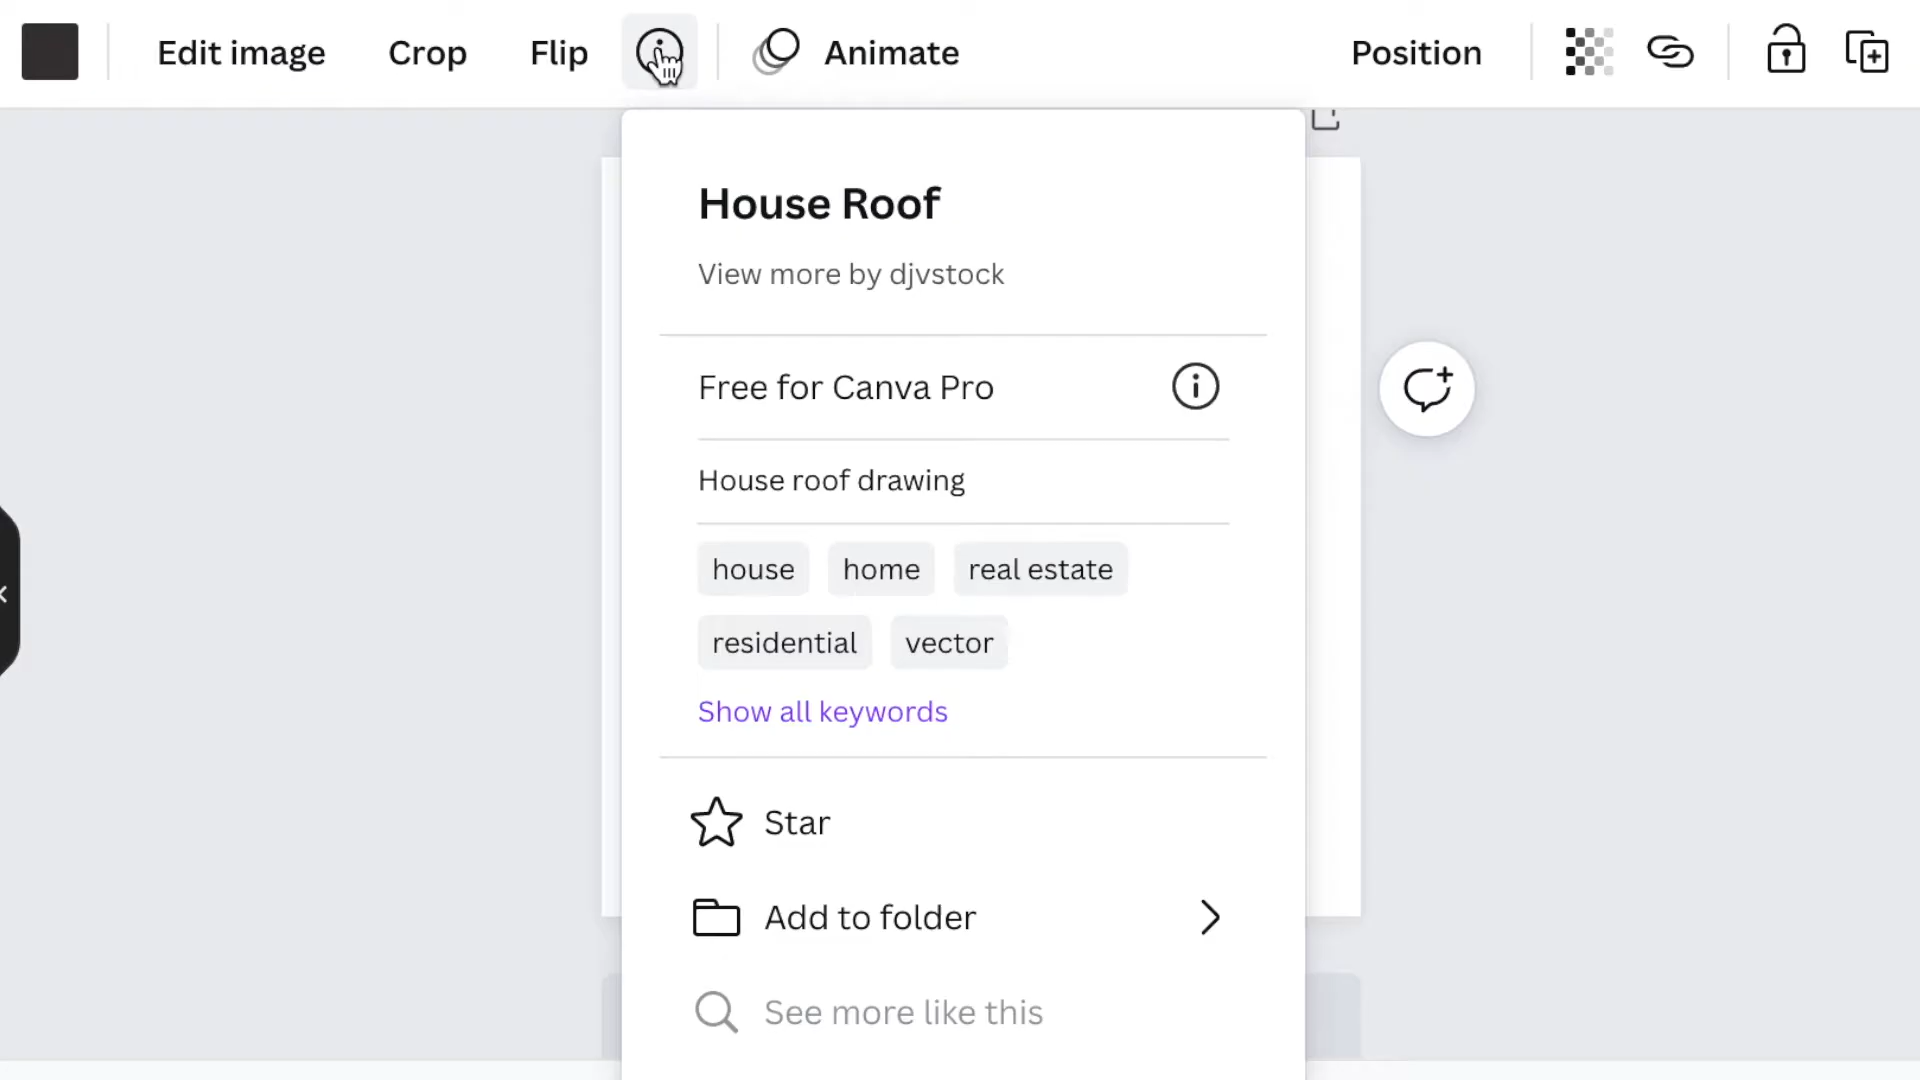 Edit image Crop Flip Animate Position
House Roof
View more by djvstock
Free for Canva Pro
House roof drawing
house home real estate
residential vector
Show all keywords
Star
Add to folder
See more like this